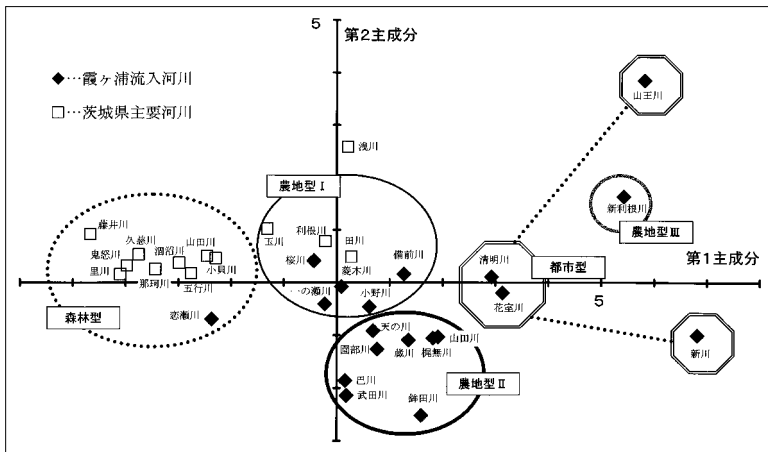 5
第2主成分
◆…霞ヶ浦流入河川
□…茨城県主要河川
山王川
浅川
農地型Ⅰ
新利根川
農地型Ⅲ
藤井川
久慈川
山田川
鬼怒川
涸沼川
里川
那珂川
五行川
小貝川
玉川
利根川
田川
桜川
菱木川
備前川
清明川
都市型
第1主成分
一の瀬川
小野川
花室川
5
森林型
恋瀬川
天の川
山田川
園部川
蔵川
梶無川
新川
巴川
農地型Ⅱ
武田川
鉾田川